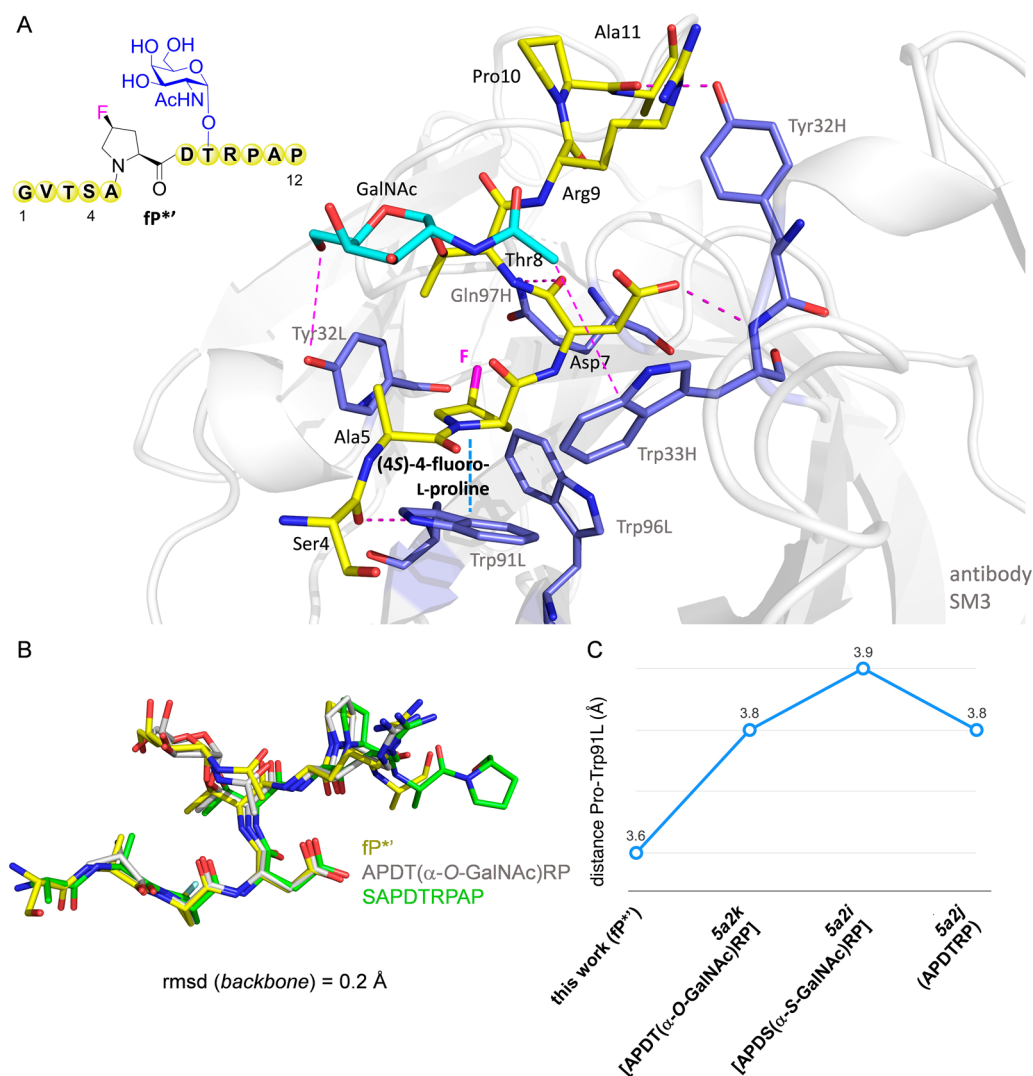 A
HO
OH
HO
O
AcHN
O
F
N
O
G V T S A
D T R P A P
1
4
12
fP*'
Ala11
Pro10
Tyr32H
Arg9
GalNAc
Thr8
Gln97H
Tyr32L
F
Asp7
Ala5
Trp33H
(4S)-4-fluoro-
L-proline
Trp96L
Ser4
Trp91L
antibody
SM3
B
fP*'
APDT(α-O-GalNAc)RP
SAPDTRPAP
rmsd (backbone) = 0.2 Å
C
distance Pro-Trp91L (Å)
3.6
3.8
3.9
3.8
this work (fP*')
5a2k
[APDT(α-O-GalNAc)RP]
5a2i
[APDS(α-S-GalNAc)RP]
5a2j
(APDTRP)